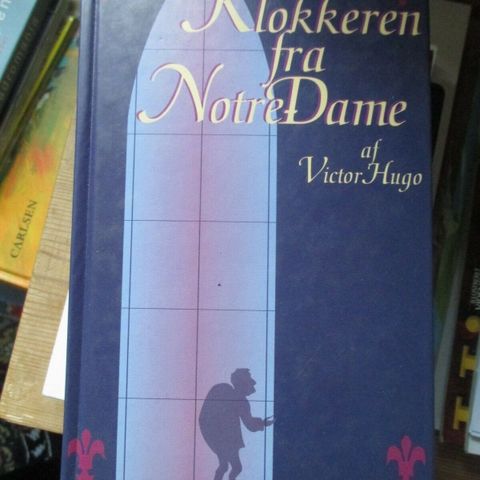 Klokkeren
fra
Notre Dame
af
Victor Hugo
CARLSEN